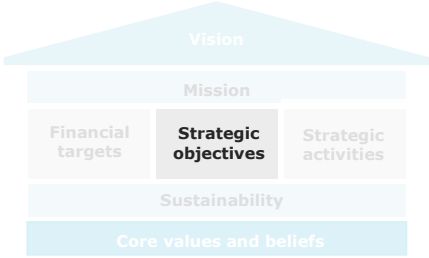 Vision
Mission
Financial
targets
Strategic
objectives
Strategic
activities
Sustainability
Core values and beliefs